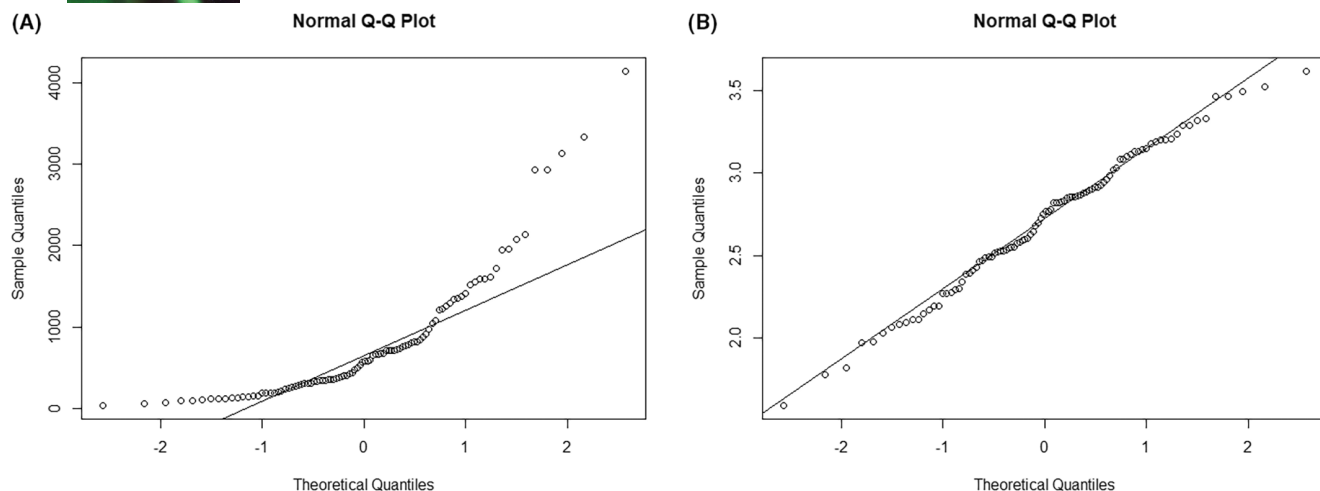 (A)
Normal Q-Q Plot
4000
3000
2000
1000
0
Sample Quantiles
-2 -1 0 1 2
Theoretical Quantiles
(B)
Normal Q-Q Plot
3.5
3.0
2.5
2.0
Sample Quantiles
-2 -1 0 1 2
Theoretical Quantiles